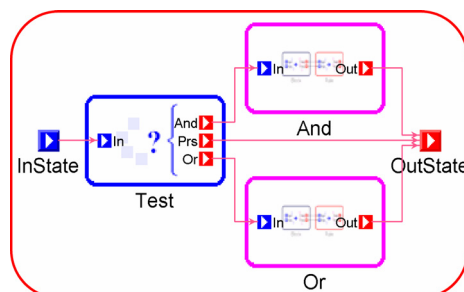 In
Out
And
And
In
Prs
Or
InState
OutState
Test
In
Out
Or